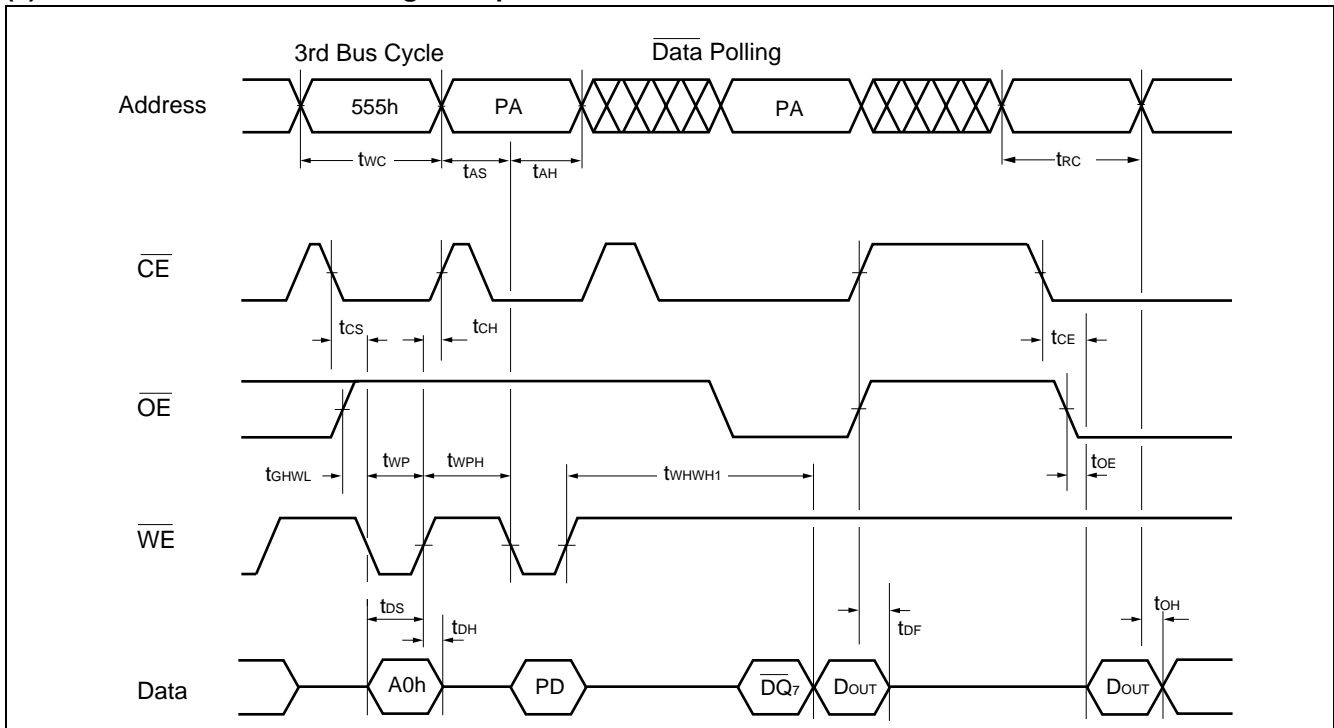 3rd Bus Cycle
Data Polling
Address
555h
PA
PA
tWC
tAS
tAH
tRC
CE
tCS
tCH
tCE
OE
tGHWL
tWP
tWPH
tWHWH1
tOE
WE
tDS
tDH
tDF
tOH
Data
A0h
PD
DQ7
DOUT
DOUT